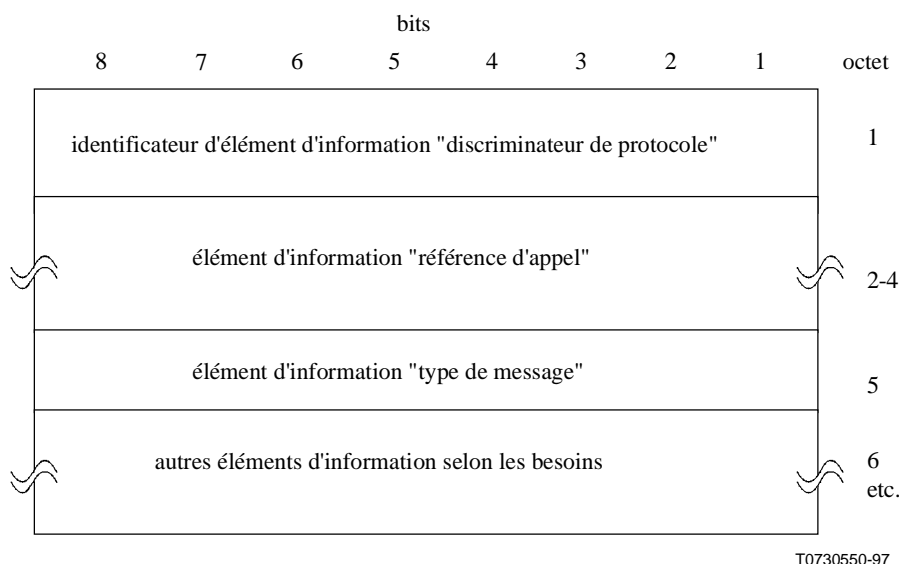 bits
8 7 6 5 4 3 2 1 octet
identificateur d'élément d'information "discriminateur de protocole" 1
élément d'information "référence d'appel"
2-4
élément d'information "type de message"
5
autres éléments d'information selon les besoins 6
etc.
T0730550-97